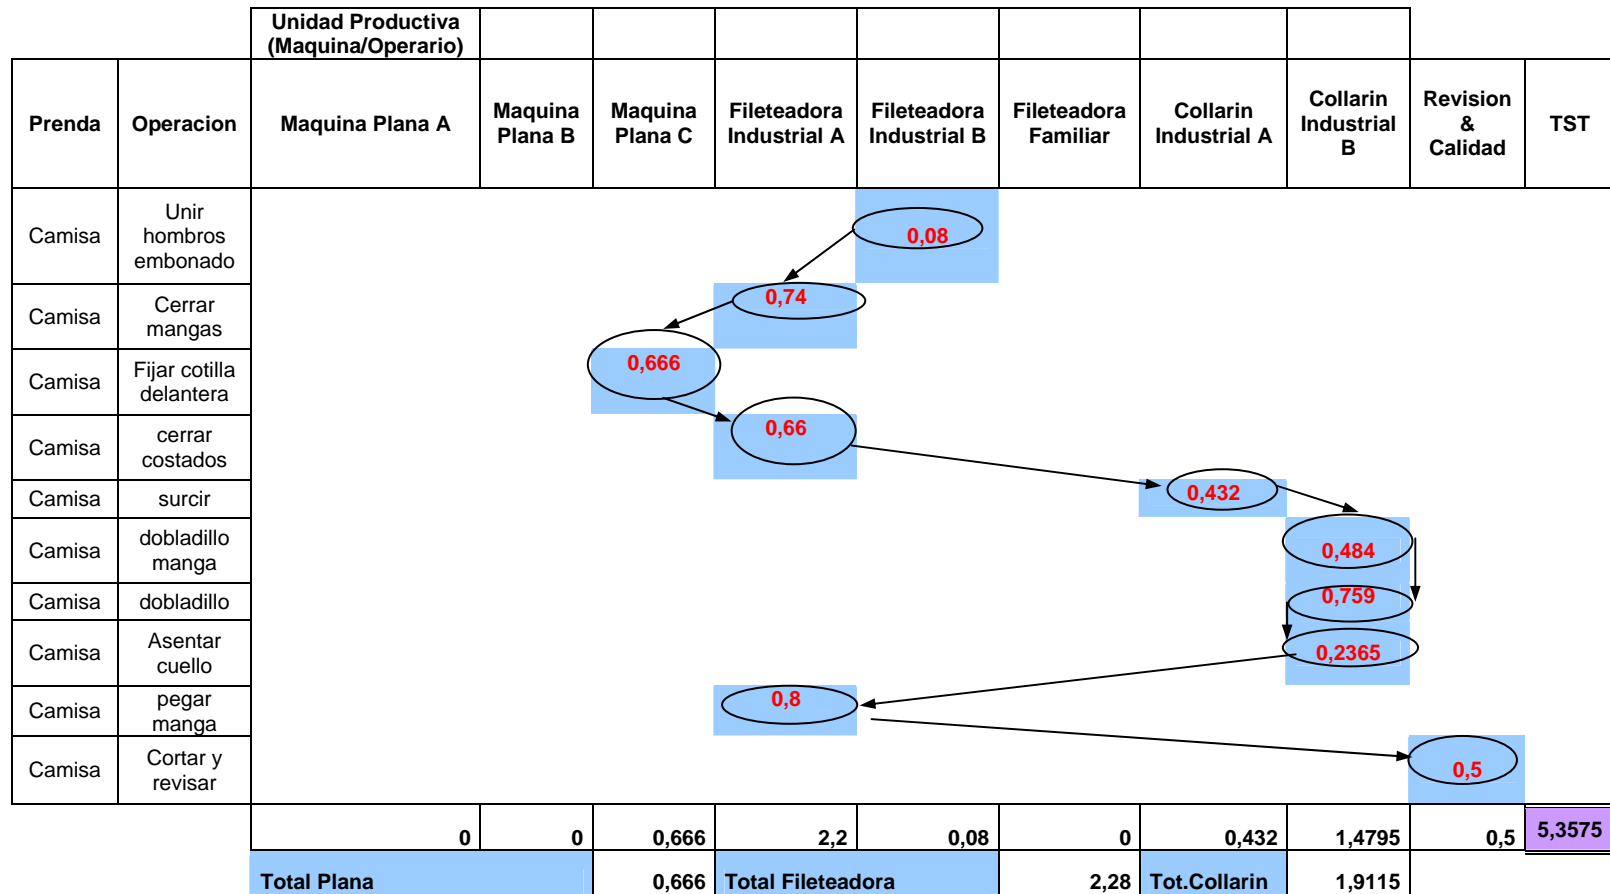 Unidad Productiva
(Maquina/Operario)
Prenda Operacion Maquina Plana A Maquina Plana B Maquina Plana C Fileteadora Industrial A Fileteadora Industrial B Fileteadora Familiar Collarin Industrial A Collarin Industrial B Revision & Calidad TST
Camisa Unir hombros embonado 0,08
Camisa Cerrar mangas 0,74
Camisa Fijar cotilla delantera 0,666
Camisa cerrar costados 0,66
Camisa surcir 0,432
Camisa dobladillo manga 0,484
Camisa dobladillo 0,759
Camisa Asentar cuello 0,2365
Camisa pegar manga 0,8
Camisa Cortar y revisar 0,5
0 0 0,666 2,2 0,08 0 0,432 1,4795 0,5 5,3575
Total Plana 0,666 Total Fileteadora 2,28 Tot.Collarin 1,9115